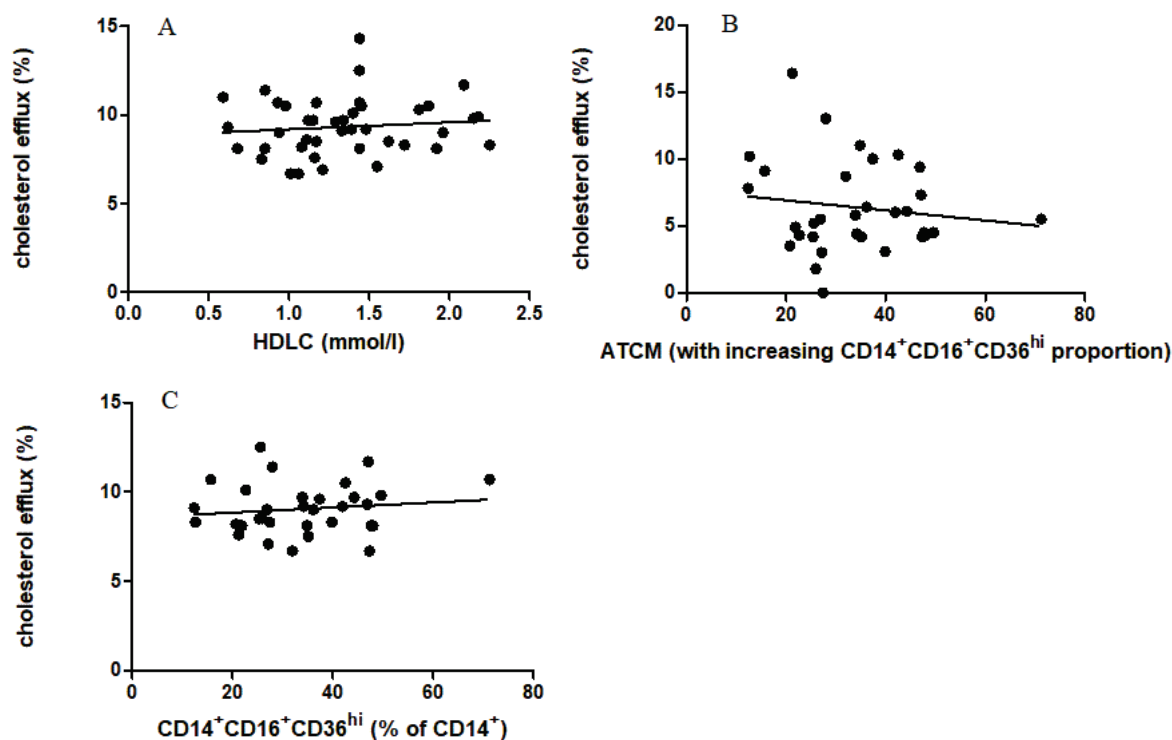 A
cholesterol efflux (%)
15
10
5
0
0.0 0.5 1.0 1.5 2.0 2.5
HDLC (mmol/l)
B
cholesterol efflux (%)
20
15
10
5
0
0 20 40 60 80
ATCM (with increasing CD14⁺CD16⁺CD36ʰⁱ proportion)
C
cholesterol efflux (%)
15
10
5
0
0 20 40 60 80
CD14⁺CD16⁺CD36ʰⁱ (% of CD14⁺)